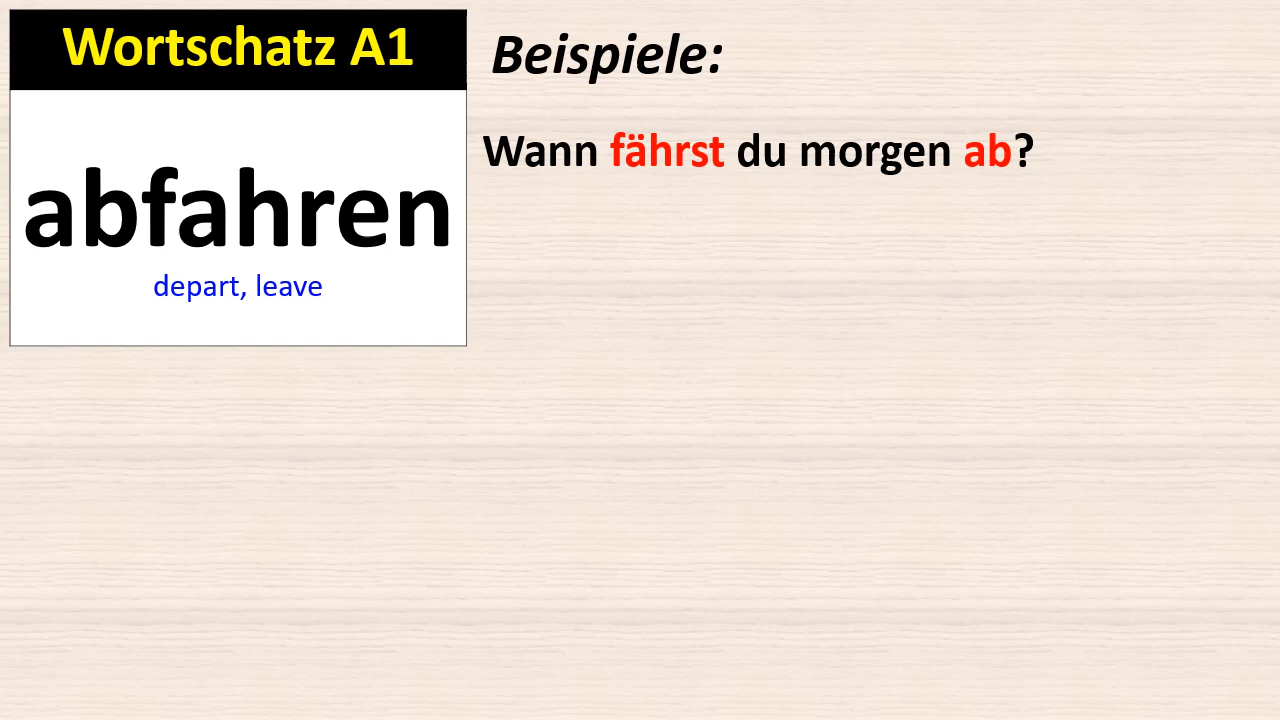 Wortschatz A1
abfahren
depart, leave
Beispiele:
Wann fährst du morgen ab?